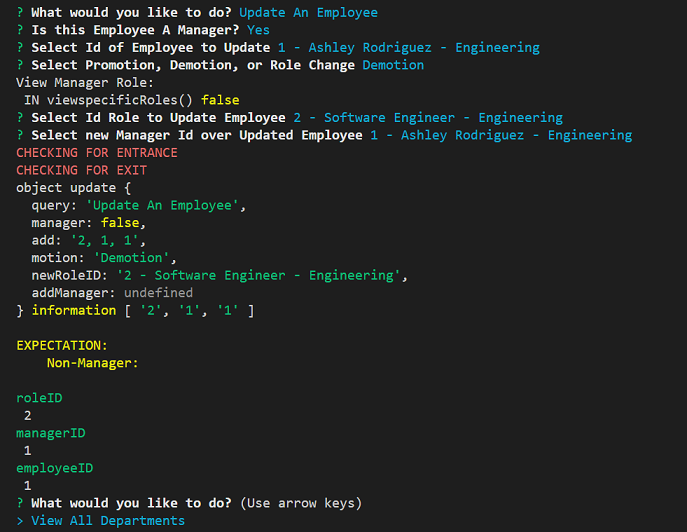 ? What would you like to do? Update An Employee
? Is this Employee A Manager? Yes
? Select Id of Employee to Update 1 - Ashley Rodriguez - Engineering
? Select Promotion, Demotion, or Role Change Demotion
View Manager Role:
 IN viewspecificRoles() false
? Select Id Role to Update Employee 2 - Software Engineer - Engineering
? Select new Manager Id over Updated Employee 1 - Ashley Rodriguez - Engineering
CHECKING FOR ENTRANCE
CHECKING FOR EXIT
object update {
  query: 'Update An Employee',
  manager: false,
  add: '2, 1, 1',
  motion: 'Demotion',
  newRoleID: '2 - Software Engineer - Engineering',
  addManager: undefined
} information [ '2', '1', '1' ]
EXPECTATION:
    Non-Manager:
roleID
 2
managerID
 1
employeeID
 1
? What would you like to do? (Use arrow keys)
> View All Departments